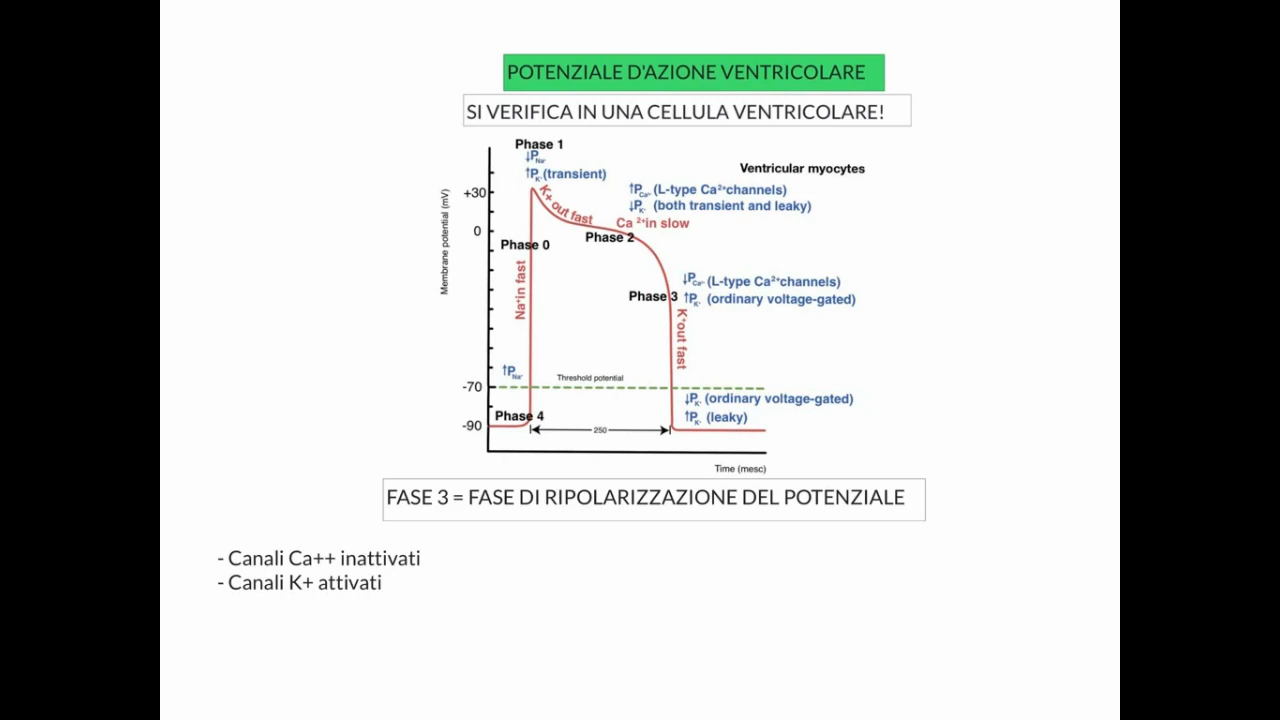 POTENZIALE D'AZIONE VENTRICOLARE
SI VERIFICA IN UNA CELLULA VENTRICOLARE!
Phase 1
↓PNa+
↑PK+ (transient)
Ventricular myocytes
↑PCa2+ (L-type Ca²⁺channels)
↓PK+ (both transient and leaky)
+30
K+ out fast
Ca ²⁺in slow
0
Phase 2
Phase 0
Membrane potential (mV)
Na⁺in fast
↓PCa2+ (L-type Ca²⁺channels)
Phase 3
↑PK+ (ordinary voltage-gated)
K⁺out fast
↑PNa+
Threshold potential
-70
↓PK+ (ordinary voltage-gated)
Phase 4
↑PK+ (leaky)
-90
250
Time (mesc)
FASE 3 = FASE DI RIPOLARIZZAZIONE DEL POTENZIALE
- Canali Ca++ inattivati
- Canali K+ attivati